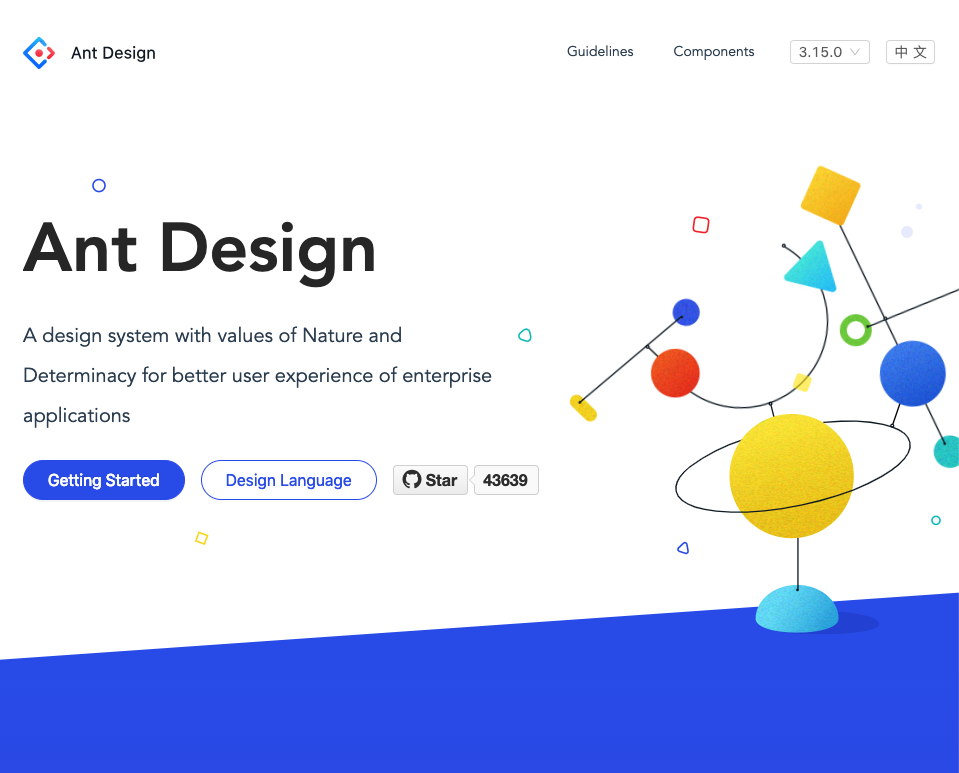 Ant Design
Guidelines
Components
3.15.0
中 文
Ant Design
A design system with values of Nature and
Determinacy for better user experience of enterprise
applications
Getting Started
Design Language
Star
43639